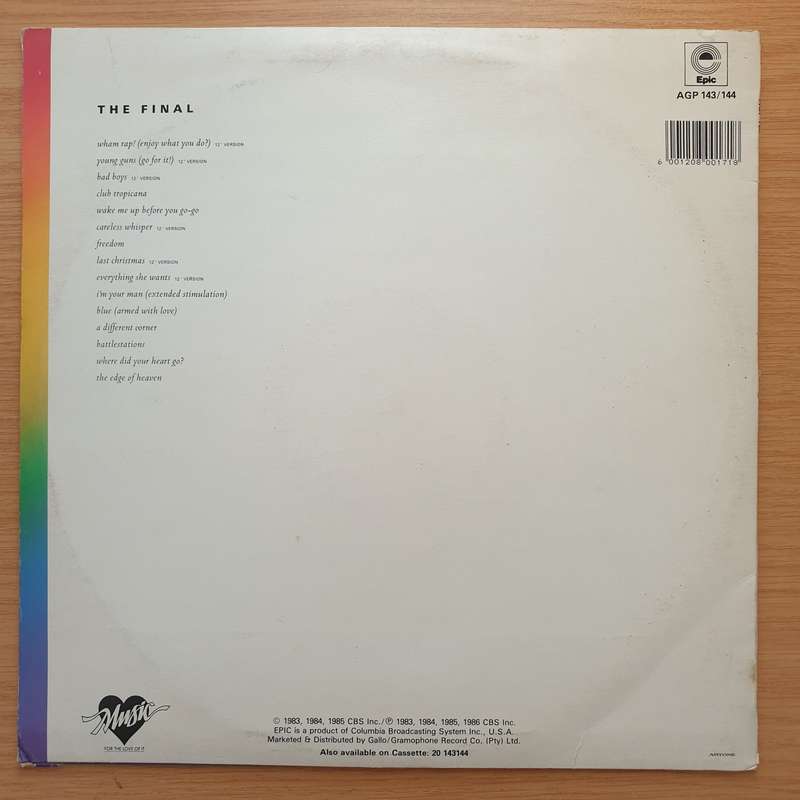 Epic
AGP 143/144
6 001208 001719
THE FINAL
wham rap! (enjoy what you do?) 12" VERSION
young guns (go for it!) 12" VERSION
bad boys 12" VERSION
club tropicana
wake me up before you go-go
careless whisper 12" VERSION
freedom
last christmas 12" VERSION
everything she wants 12" VERSION
i'm your man (extended stimulation)
blue (armed with love)
a different corner
battlestations
where did your heart go?
the edge of heaven
Music
FOR THE LOVE OF IT
© 1983, 1984, 1985 CBS Inc./℗ 1983, 1984, 1985, 1986 CBS Inc.
EPIC is a product of Columbia Broadcasting System Inc., U.S.A.
Marketed & Distributed by Gallo/Gramophone Record Co. (Pty) Ltd.
Also available on Cassette: 20 143144